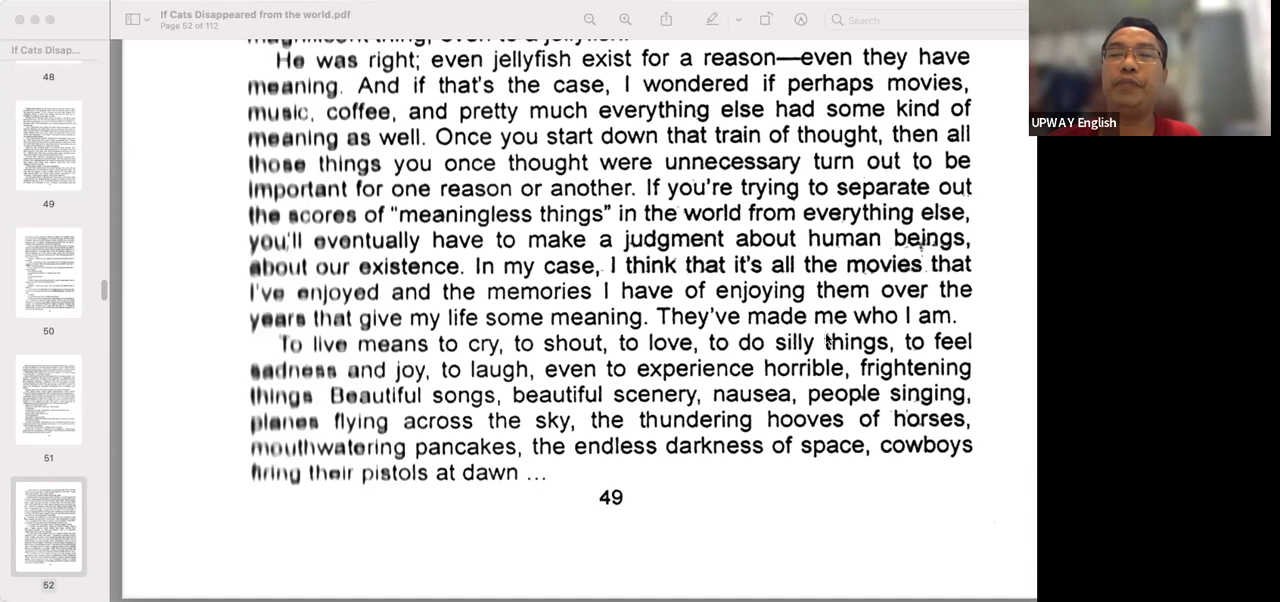 If Cats Disappeared from the world.pdf
Page 52 of 112
Search
If Cats Disap...
48
49
50
51
52
He was right; even jellyfish exist for a reason—even they have
meaning. And if that's the case, I wondered if perhaps movies,
music, coffee, and pretty much everything else had some kind of
meaning as well. Once you start down that train of thought, then all
those things you once thought were unnecessary turn out to be
important for one reason or another. If you're trying to separate out
the scores of "meaningless things" in the world from everything else,
you'll eventually have to make a judgment about human beings,
about our existence. In my case, I think that it's all the movies that
I've enjoyed and the memories I have of enjoying them over the
years that give my life some meaning. They've made me who I am.
To live means to cry, to shout, to love, to do silly things, to feel
sadness and joy, to laugh, even to experience horrible, frightening
things Beautiful songs, beautiful scenery, nausea, people singing,
planes flying across the sky, the thundering hooves of horses,
mouthwatering pancakes, the endless darkness of space, cowboys
firing their pistols at dawn ...
49
UPWAY English